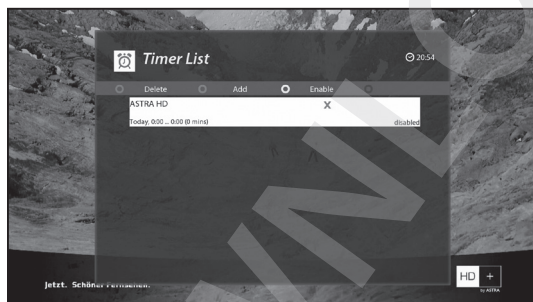 Timer List
20:54
Delete Add Enable
ASTRA HD X
Today, 0:00 ... 0:00 (0 mins) disabled
Jetzt. Schöner
HD +
by ASTRA